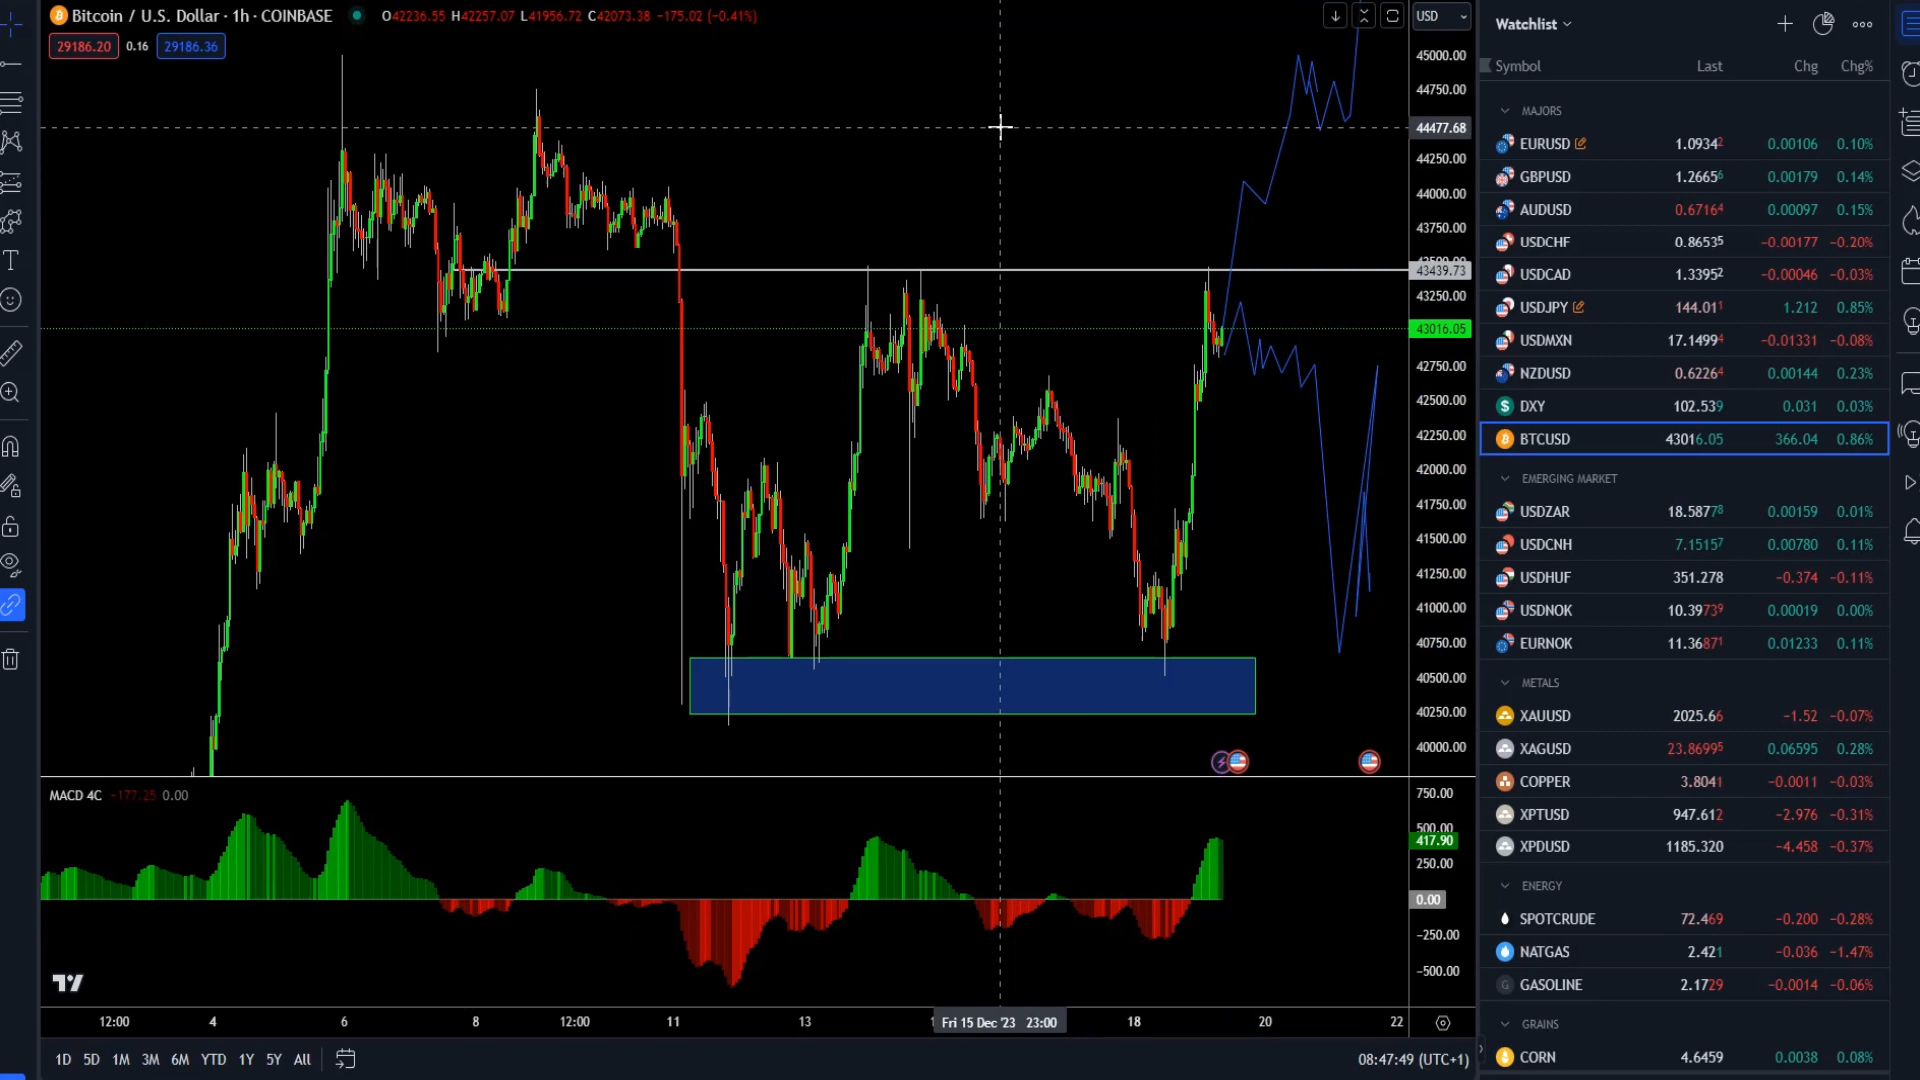 Bitcoin / U.S. Dollar · 1h · COINBASE O42236.55 H42257.07 L41956.72 C42073.38 −175.02 (−0.41%)
29186.20 0.16 29186.36
USD
45000.00
44750.00
44477.68
44250.00
44000.00
43750.00
43500.00
43439.73
43250.00
43016.05
42750.00
42500.00
42250.00
42000.00
41750.00
41500.00
41250.00
41000.00
40750.00
40500.00
40250.00
40000.00
MACD 4C −177.25 0.00
750.00
500.00
417.90
250.00
0.00
−250.00
−500.00
12:00 4 6 8 12:00 11 13 Fri 15 Dec '23 23:00 18 20 22
1D 5D 1M 3M 6M YTD 1Y 5Y All
08:47:49 (UTC+1)
Watchlist
Symbol Last Chg Chg%
MAJORS
EURUSD 1.09342 0.00106 0.10%
GBPUSD 1.26656 0.00179 0.14%
AUDUSD 0.67164 0.00097 0.15%
USDCHF 0.86535 −0.00177 −0.20%
USDCAD 1.33952 −0.00046 −0.03%
USDJPY 144.011 1.212 0.85%
USDMXN 17.14994 −0.01331 −0.08%
NZDUSD 0.62264 0.00144 0.23%
DXY 102.539 0.031 0.03%
BTCUSD 43016.05 366.04 0.86%
EMERGING MARKET
USDZAR 18.58778 0.00159 0.01%
USDCNH 7.15157 0.00780 0.11%
USDHUF 351.278 −0.374 −0.11%
USDNOK 10.39739 0.00019 0.00%
EURNOK 11.36871 0.01233 0.11%
METALS
XAUUSD 2025.66 −1.52 −0.07%
XAGUSD 23.86995 0.06595 0.28%
COPPER 3.8041 −0.0011 −0.03%
XPTUSD 947.612 −2.976 −0.31%
XPDUSD 1185.320 −4.458 −0.37%
ENERGY
SPOTCRUDE 72.469 −0.200 −0.28%
NATGAS 2.421 −0.036 −1.47%
GASOLINE 2.1729 −0.0014 −0.06%
GRAINS
CORN 4.6459 0.0038 0.08%